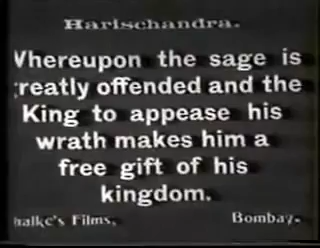 Harischandra.
Whereupon the sage is
greatly offended and the
King to appease his
wrath makes him a
free gift of his
kingdom.
halke's Films, Bombay.